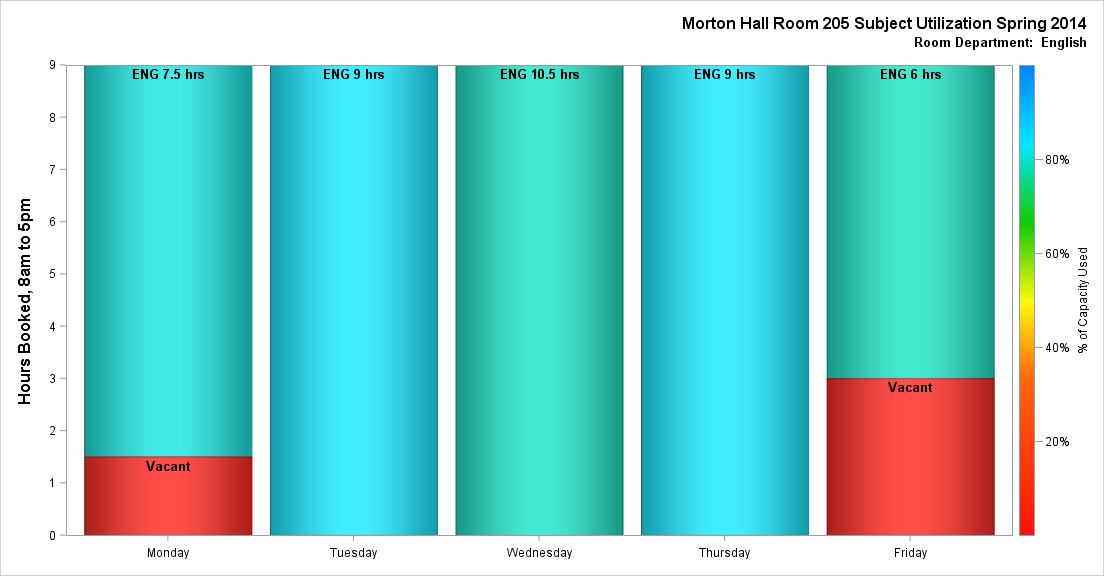 Morton Hall Room 205 Subject Utilization Spring 2014
Room Department:  English
Hours Booked, 8am to 5pm
9
8
7
6
5
4
3
2
1
0
ENG 7.5 hrs
Vacant
ENG 9 hrs
ENG 10.5 hrs
ENG 9 hrs
ENG 6 hrs
Vacant
Monday
Tuesday
Wednesday
Thursday
Friday
80%
60%
40%
20%
% of Capacity Used